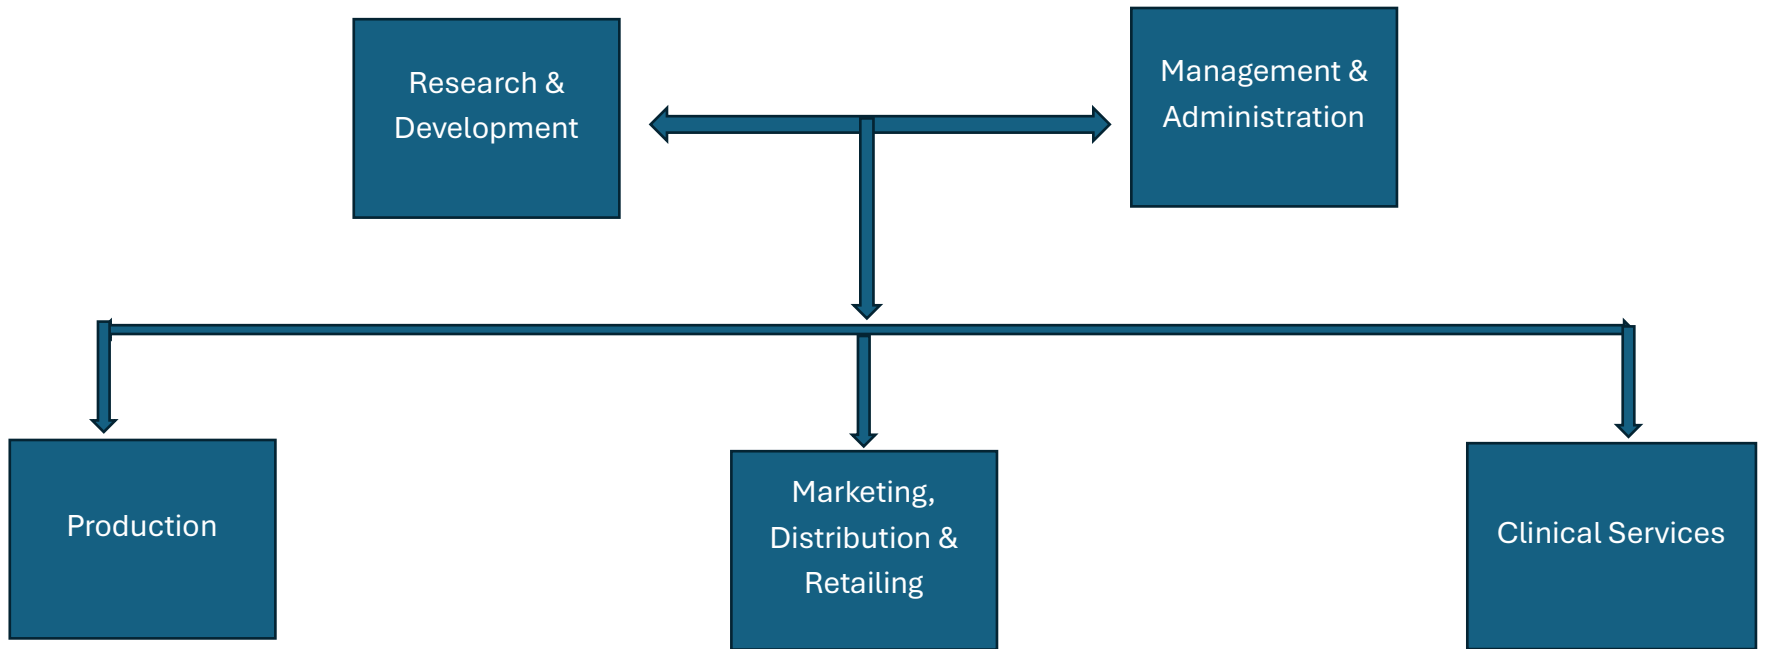 Research &
Development
Management &
Administration
Production
Marketing,
Distribution &
Retailing
Clinical Services